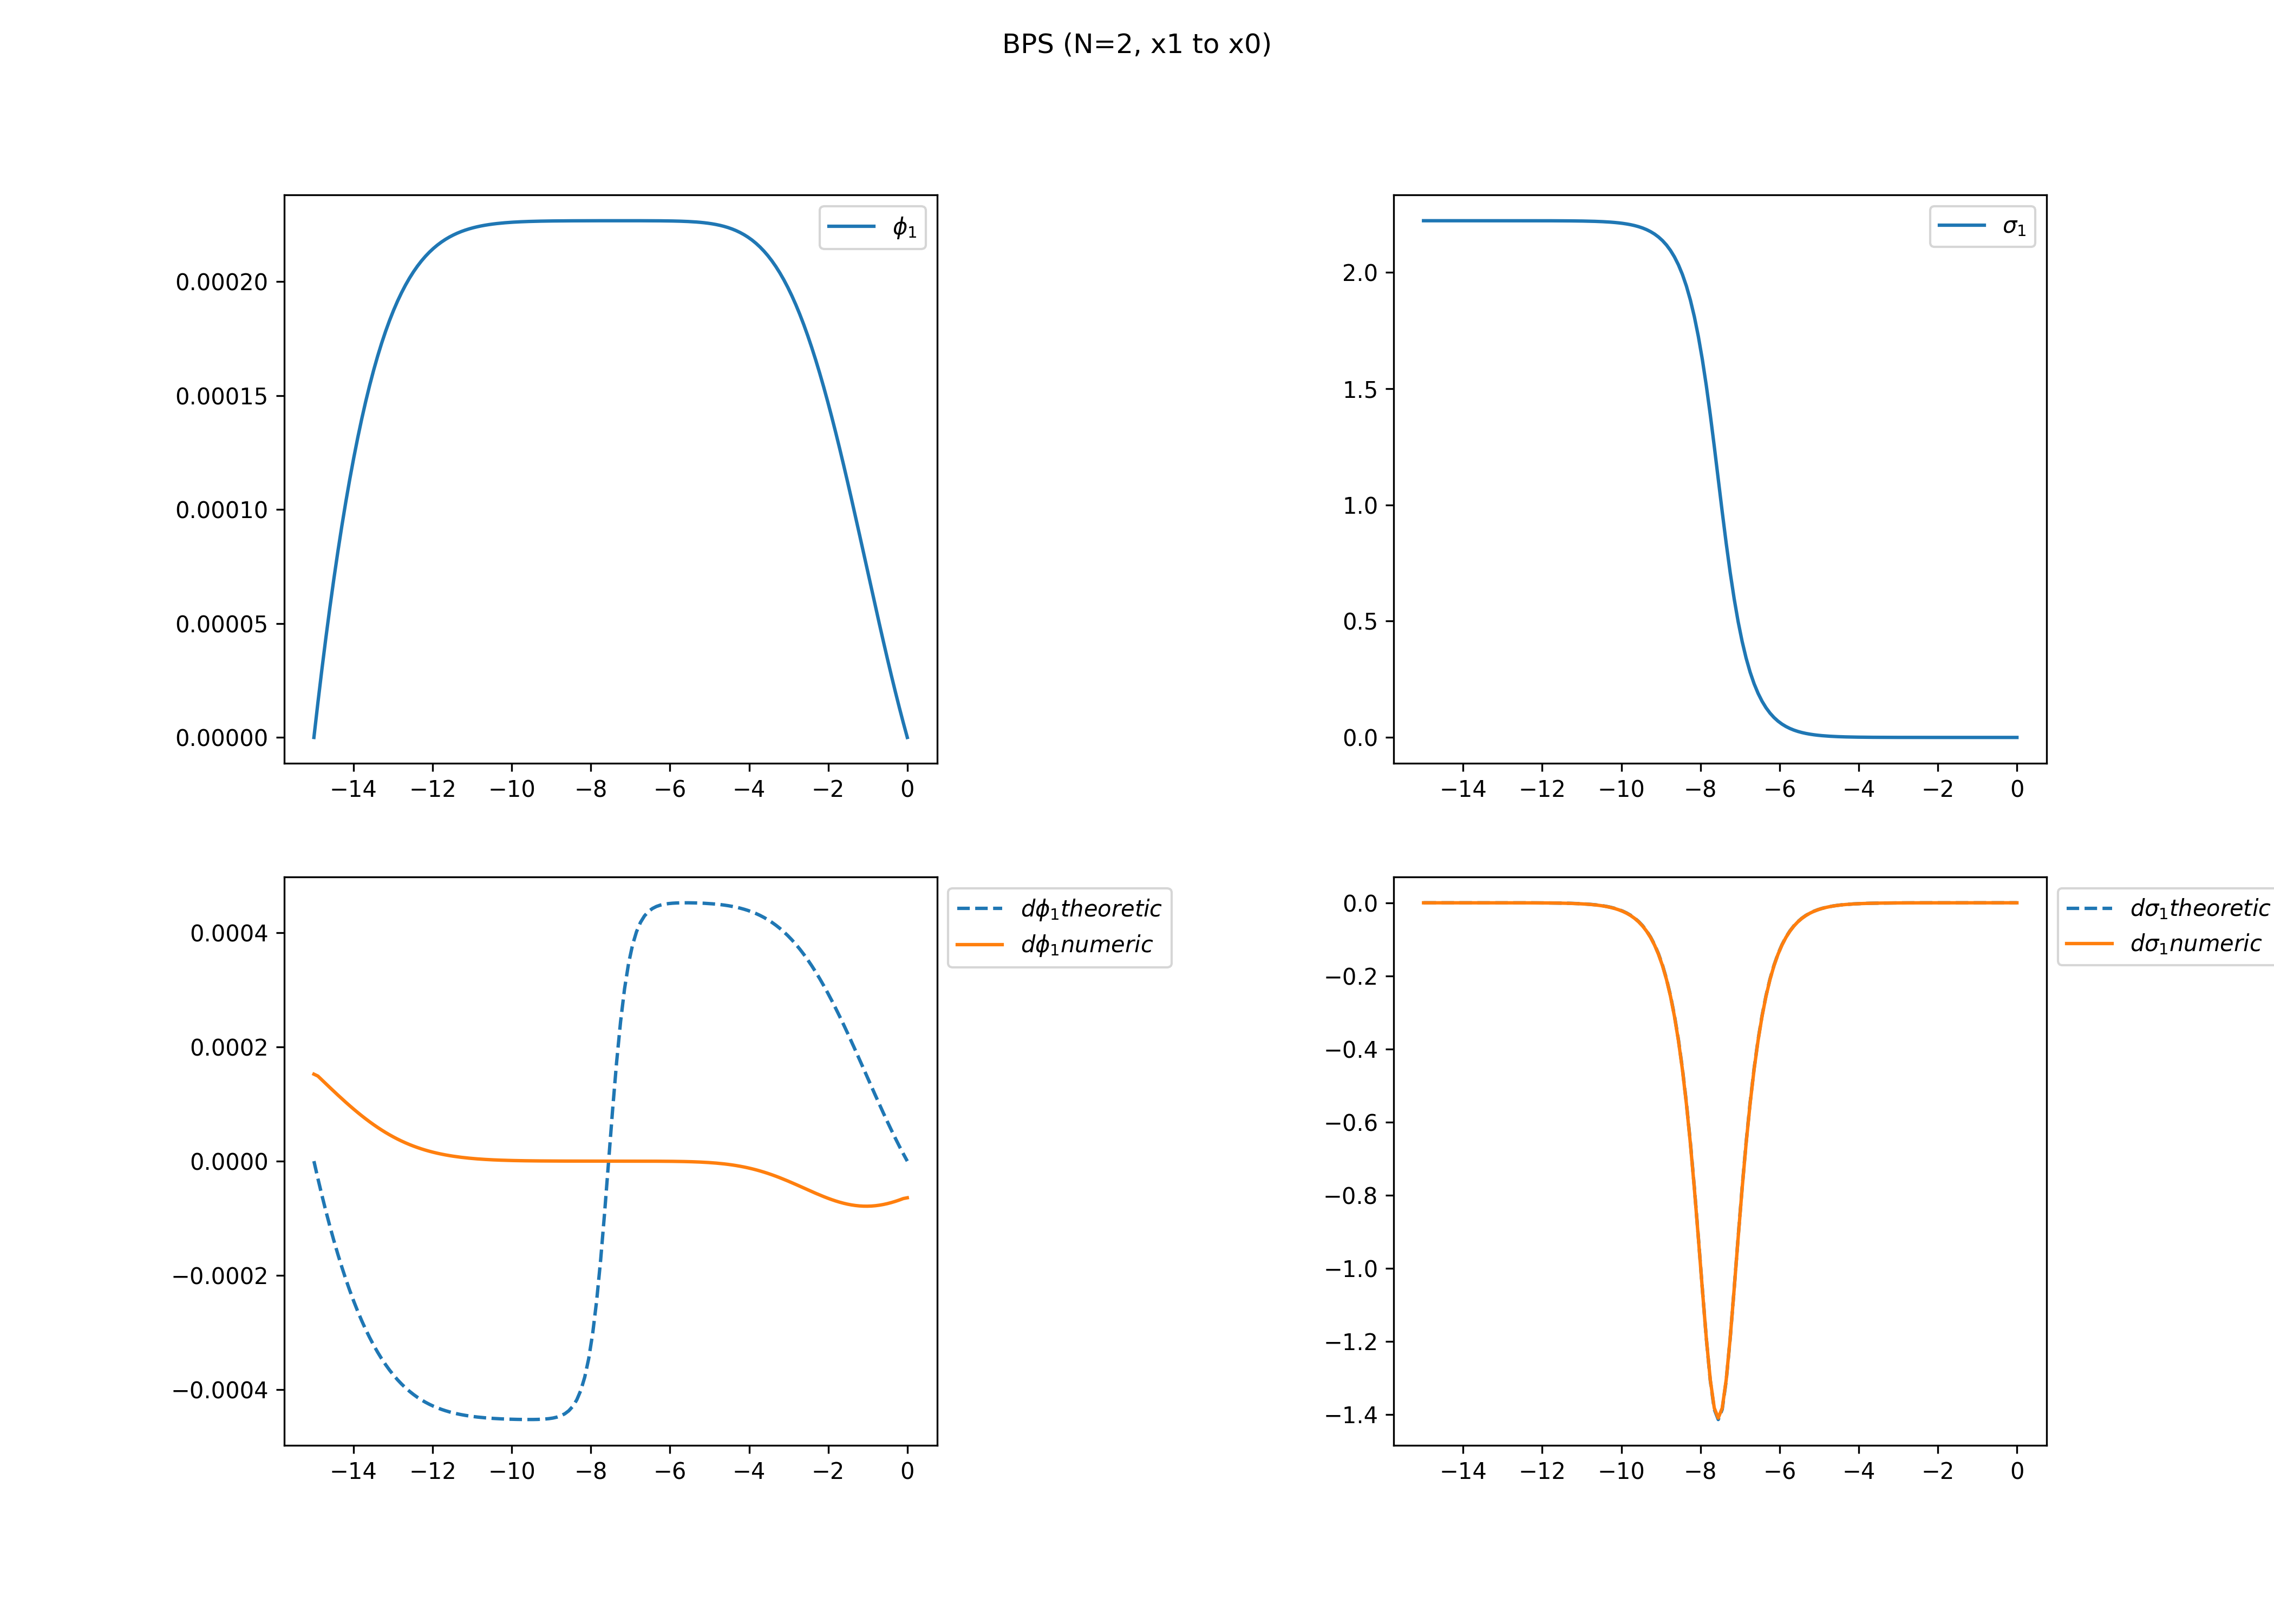 BPS (N=2, x1 to x0)
ϕ₁
0.00020
0.00015
0.00010
0.00005
0.00000
−14 −12 −10 −8 −6 −4 −2 0
σ₁
2.0
1.5
1.0
0.5
0.0
−14 −12 −10 −8 −6 −4 −2 0
dϕ₁theoretic
dϕ₁numeric
0.0004
0.0002
0.0000
−0.0002
−0.0004
−14 −12 −10 −8 −6 −4 −2 0
dσ₁theoretic
dσ₁numeric
0.0
−0.2
−0.4
−0.6
−0.8
−1.0
−1.2
−1.4
−14 −12 −10 −8 −6 −4 −2 0